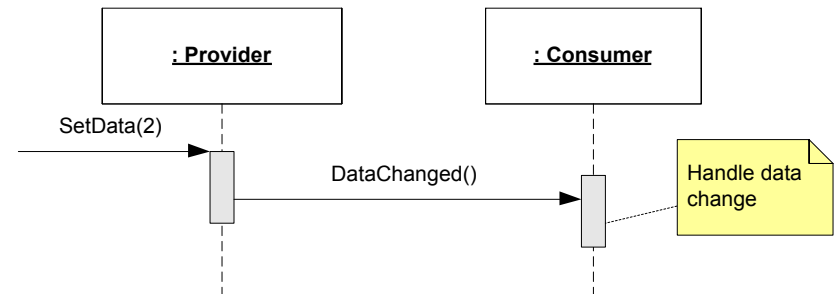 : Provider
: Consumer
SetData(2)
DataChanged()
Handle data
change